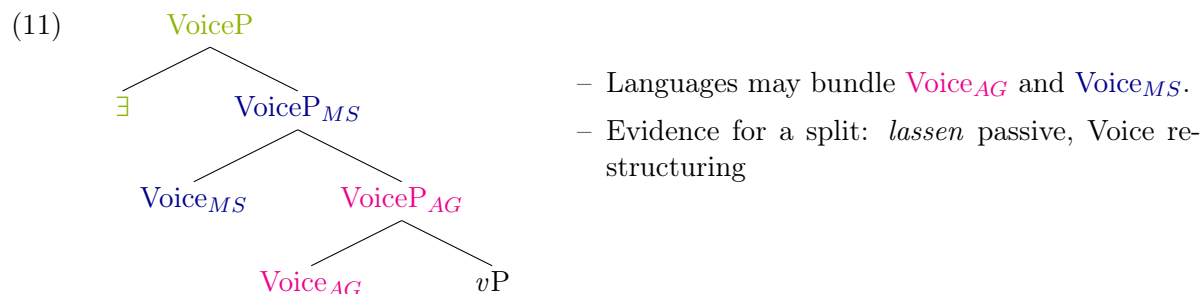 (11)
VoiceP
∃
VoiceP_MS
Voice_MS
VoiceP_AG
Voice_AG
vP
– Languages may bundle Voice_AG and Voice_MS.
– Evidence for a split: lassen passive, Voice re-
structuring